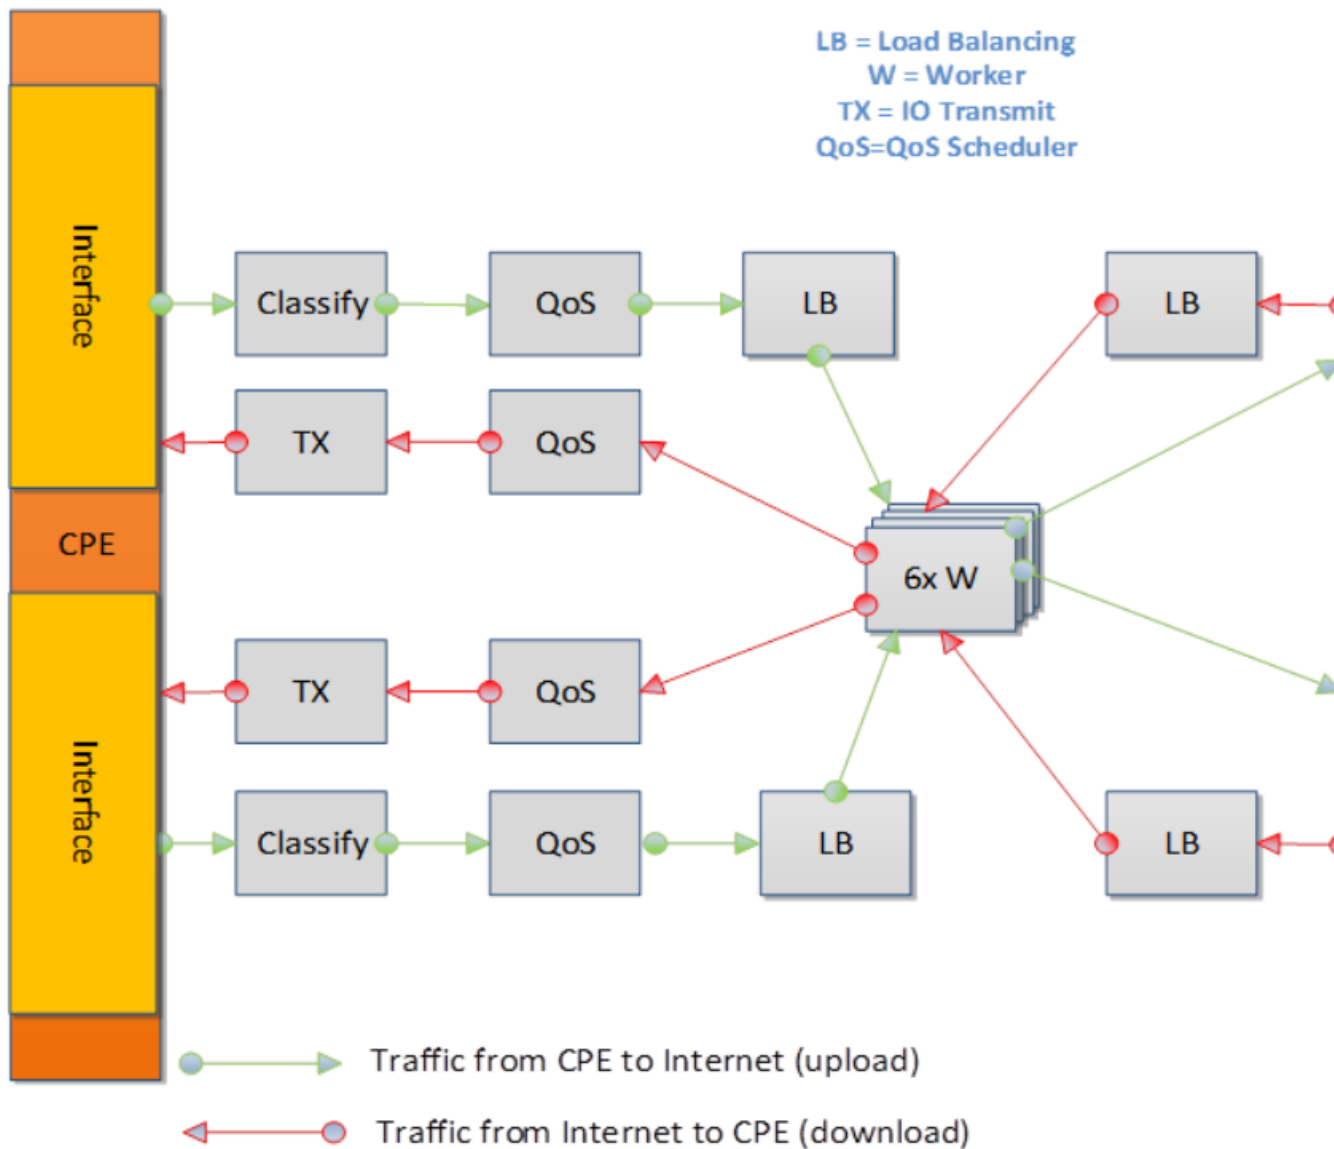 LB = Load Balancing
W = Worker
TX = IO Transmit
QoS=QoS Scheduler
Interface
Classify
QoS
LB
LB
TX
QoS
CPE
6x W
TX
QoS
Interface
Classify
QoS
LB
LB
Traffic from CPE to Internet (upload)
Traffic from Internet to CPE (download)